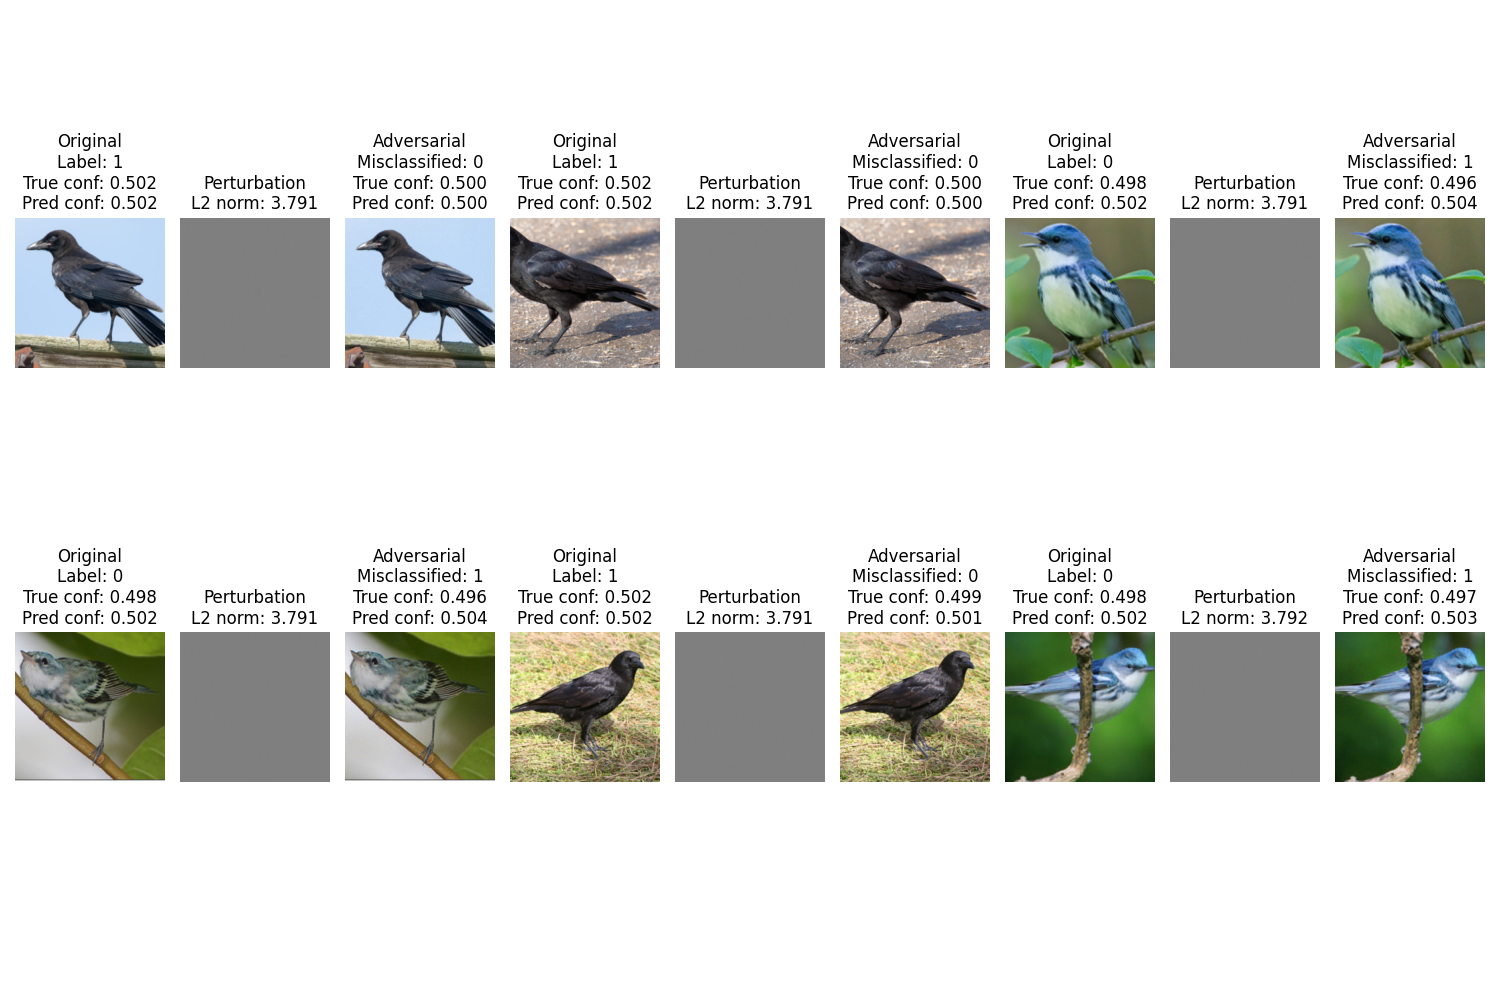 Original
Label: 1
True conf: 0.502
Pred conf: 0.502
Perturbation
L2 norm: 3.791
Adversarial
Misclassified: 0
True conf: 0.500
Pred conf: 0.500
Original
Label: 1
True conf: 0.502
Pred conf: 0.502
Perturbation
L2 norm: 3.791
Adversarial
Misclassified: 0
True conf: 0.500
Pred conf: 0.500
Original
Label: 0
True conf: 0.498
Pred conf: 0.502
Perturbation
L2 norm: 3.791
Adversarial
Misclassified: 1
True conf: 0.496
Pred conf: 0.504
Original
Label: 0
True conf: 0.498
Pred conf: 0.502
Perturbation
L2 norm: 3.791
Adversarial
Misclassified: 1
True conf: 0.496
Pred conf: 0.504
Original
Label: 1
True conf: 0.502
Pred conf: 0.502
Perturbation
L2 norm: 3.791
Adversarial
Misclassified: 0
True conf: 0.499
Pred conf: 0.501
Original
Label: 0
True conf: 0.498
Pred conf: 0.502
Perturbation
L2 norm: 3.792
Adversarial
Misclassified: 1
True conf: 0.497
Pred conf: 0.503